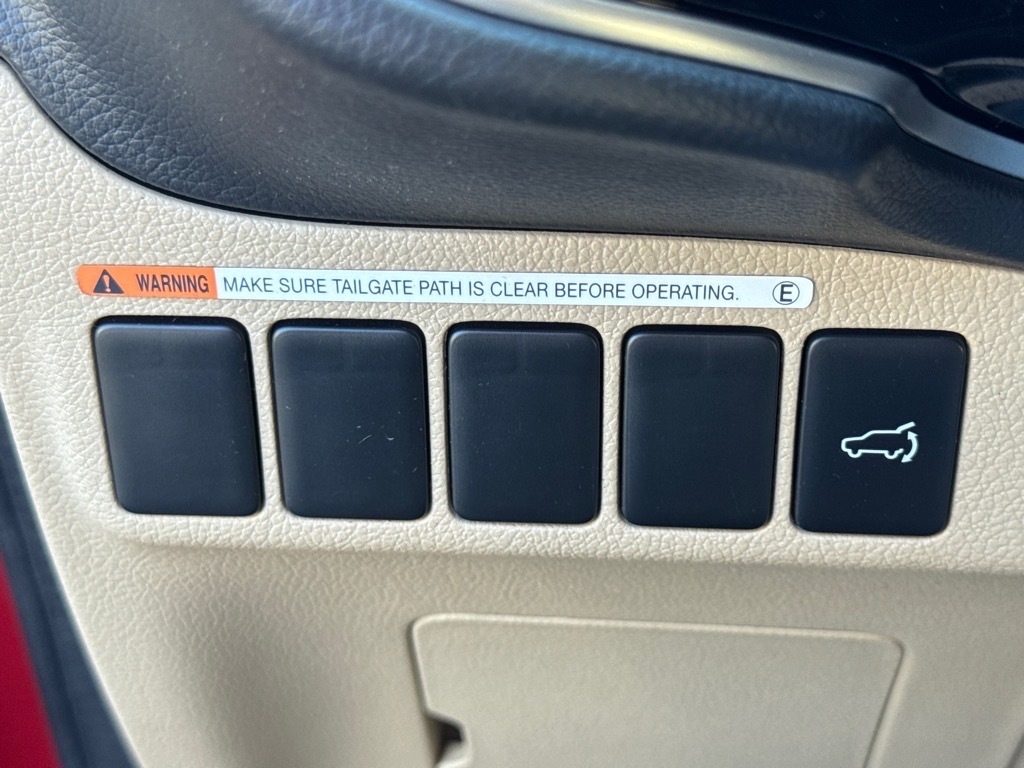 WARNING MAKE SURE TAILGATE PATH IS CLEAR BEFORE OPERATING. E